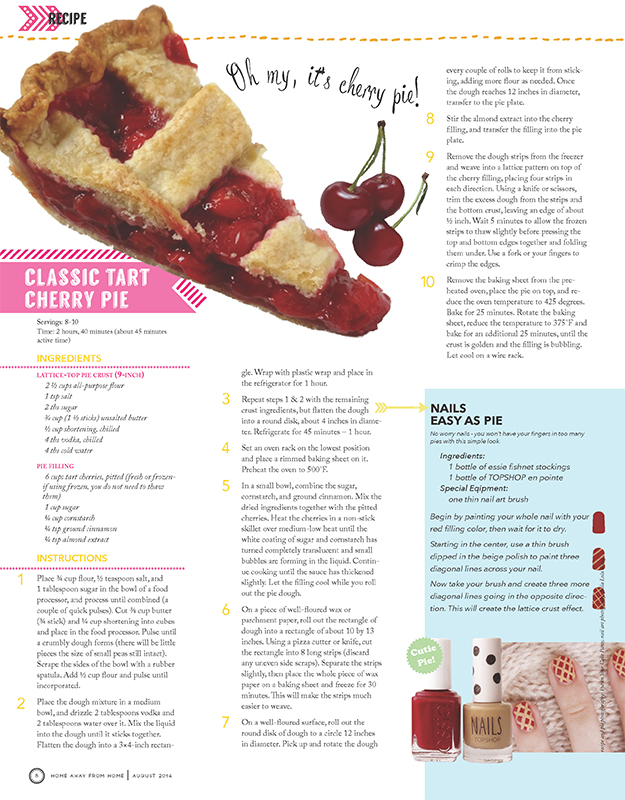 RECIPE
Oh my, it's cherry pie!
CLASSIC TART
CHERRY PIE
Servings: 8-10
Time: 2 hours, 40 minutes (about 45 minutes
active time)
INGREDIENTS
LATTICE-TOP PIE CRUST (9-INCH)
2 ½ cups all-purpose flour
1 tsp salt
2 tbs sugar
¾ cup (1 ½ sticks) unsalted butter
½ cup shortening, chilled
4 tbs vodka, chilled
4 tbs cold water
PIE FILLING
6 cups tart cherries, pitted (fresh or frozen-
if using frozen, you do not need to thaw
them)
1 cup sugar
¼ cup cornstarch
¼ tsp ground cinnamon
¼ tsp almond extract
INSTRUCTIONS
1 Place ¾ cup flour, ½ teaspoon salt, and
1 tablespoon sugar in the bowl of a food
processor, and process until combined (a
couple of quick pulses). Cut ⅜ cup butter
(¾ stick) and ¼ cup shortening into cubes
and place in the food processor. Pulse until
a crumbly dough forms (there will be little
pieces the size of small peas still intact).
Scrape the sides of the bowl with a rubber
spatula. Add ½ cup flour and pulse until
incorporated.
2 Place the dough mixture in a medium
bowl, and drizzle 2 tablespoons vodka and
2 tablespoons water over it. Mix the liquid
into the dough until it sticks together.
Flatten the dough into a 3×4-inch rectan-
gle. Wrap with plastic wrap and place in
the refrigerator for 1 hour.
3 Repeat steps 1 & 2 with the remaining
crust ingredients, but flatten the dough
into a round disk, about 4 inches in diame-
ter. Refrigerate for 45 minutes – 1 hour.
4 Set an oven rack on the lowest position
and place a rimmed baking sheet on it.
Preheat the oven to 500°F.
5 In a small bowl, combine the sugar,
cornstarch, and ground cinnamon. Mix the
dried ingredients together with the pitted
cherries. Heat the cherries in a non-stick
skillet over medium-low heat until the
white coating of sugar and cornstarch has
turned completely translucent and small
bubbles are forming in the liquid. Contin-
ue cooking until the sauce has thickened
slightly. Let the filling cool while you roll
out the pie dough.
6 On a piece of well-floured wax or
parchment paper, roll out the rectangle of
dough into a rectangle of about 10 by 13
inches. Using a pizza cutter or knife, cut
the rectangle into 8 long strips (discard
any uneven side scraps). Separate the strips
slightly, then place the whole piece of wax
paper on a baking sheet and freeze for 30
minutes. This will make the strips much
easier to weave.
7 On a well-floured surface, roll out the
round disk of dough to a circle 12 inches
in diameter. Pick up and rotate the dough
every couple of rolls to keep it from stick-
ing, adding more flour as needed. Once
the dough reaches 12 inches in diameter,
transfer to the pie plate.
8 Stir the almond extract into the cherry
filling, and transfer the filling into the pie
plate.
9 Remove the dough strips from the freezer
and weave into a lattice pattern on top of
the cherry filling, placing four strips in
each direction. Using a knife or scissors,
trim the excess dough from the strips and
the bottom crust, leaving an edge of about
½ inch. Wait 5 minutes to allow the frozen
strips to thaw slightly before pressing the
top and bottom edges together and folding
them under. Use a fork or your fingers to
crimp the edges.
10 Remove the baking sheet from the pre-
heated oven, place the pie on top, and re-
duce the oven temperature to 425 degrees.
Bake for 25 minutes. Rotate the baking
sheet, reduce the temperature to 375°F and
bake for an additional 25 minutes, until the
crust is golden and the filling is bubbling.
Let cool on a wire rack.
NAILS
EASY AS PIE
No worry nails - you won't have your fingers in too many
pies with this simple look.
Ingredients:
1 bottle of essie fishnet stockings
1 bottle of TOPSHOP en pointe
Special Eqipment:
one thin nail art brush
Begin by painting your whole nail with your
red filling color, then wait for it to dry.
Starting in the center, use a thin brush
dipped in the beige polish to paint three
diagonal lines across your nail.
Now take your brush and create three more
diagonal lines going in the opposite direc-
tion. This will create the lattice crust effect.
Cutie
Pie!
NAILS
TOPSHOP
8 HOME AWAY FROM HOME | AUGUST 2014